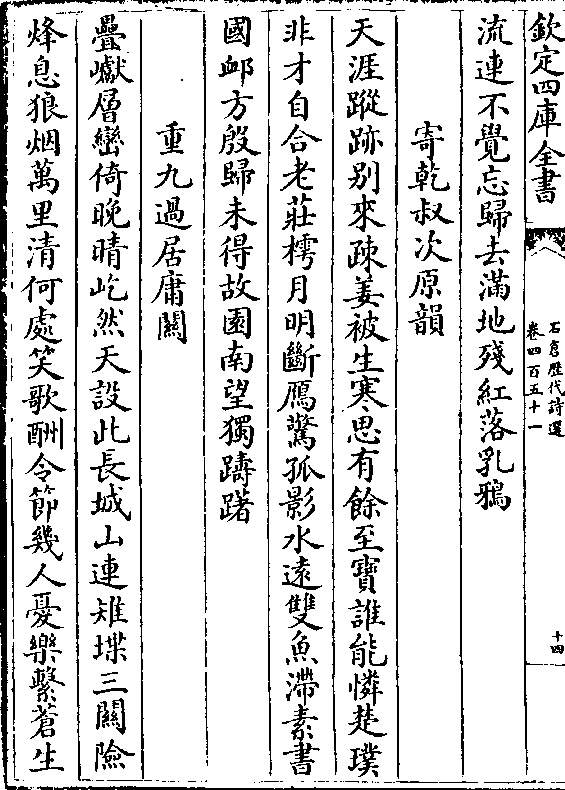 欽定四庫全書
石倉歷代詩選
卷四百五十一
十四
流連不覺忘歸去滿地殘紅落乳鴉
寄乾叔次原韻
天涯蹤跡别來疎姜被生寒思有餘至寶誰能憐楚璞
非才自合老莊樗月明斷鴈驚孤影水遠雙魚滯素書
國衅方殷歸未得故園南望獨躊躇
重九過居庸關
疊巘層巒倚晚晴屹然天設此長城山連雉堞三關險
烽息狼烟萬里清何處笑歌酬令節幾人憂樂繫蒼生